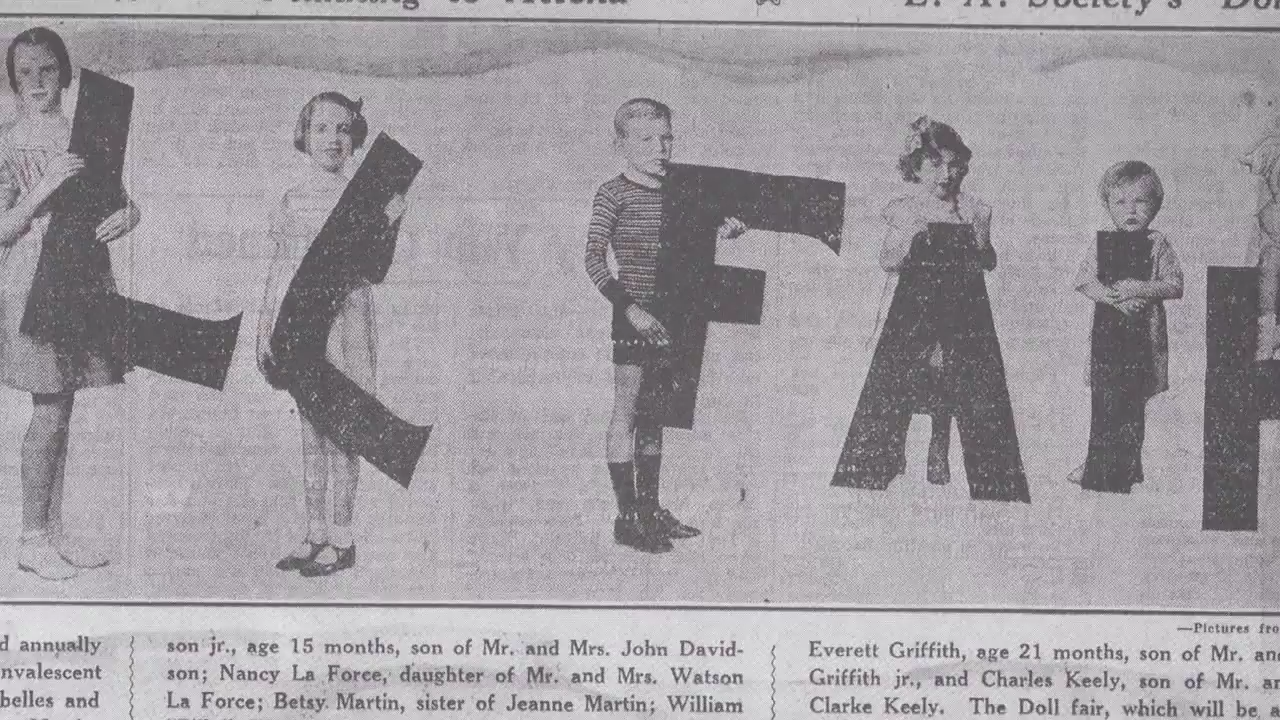 L. A. Society's
L L F A I
—Pictures fro
d annually
nvalescent
belles and
son jr., age 15 months, son of Mr. and Mrs. John David-
son; Nancy La Force, daughter of Mr. and Mrs. Watson
La Force; Betsy Martin, sister of Jeanne Martin; William
Everett Griffith, age 21 months, son of Mr. and
Griffith jr., and Charles Keely, son of Mr. an
Clarke Keely. The Doll fair, which will be a